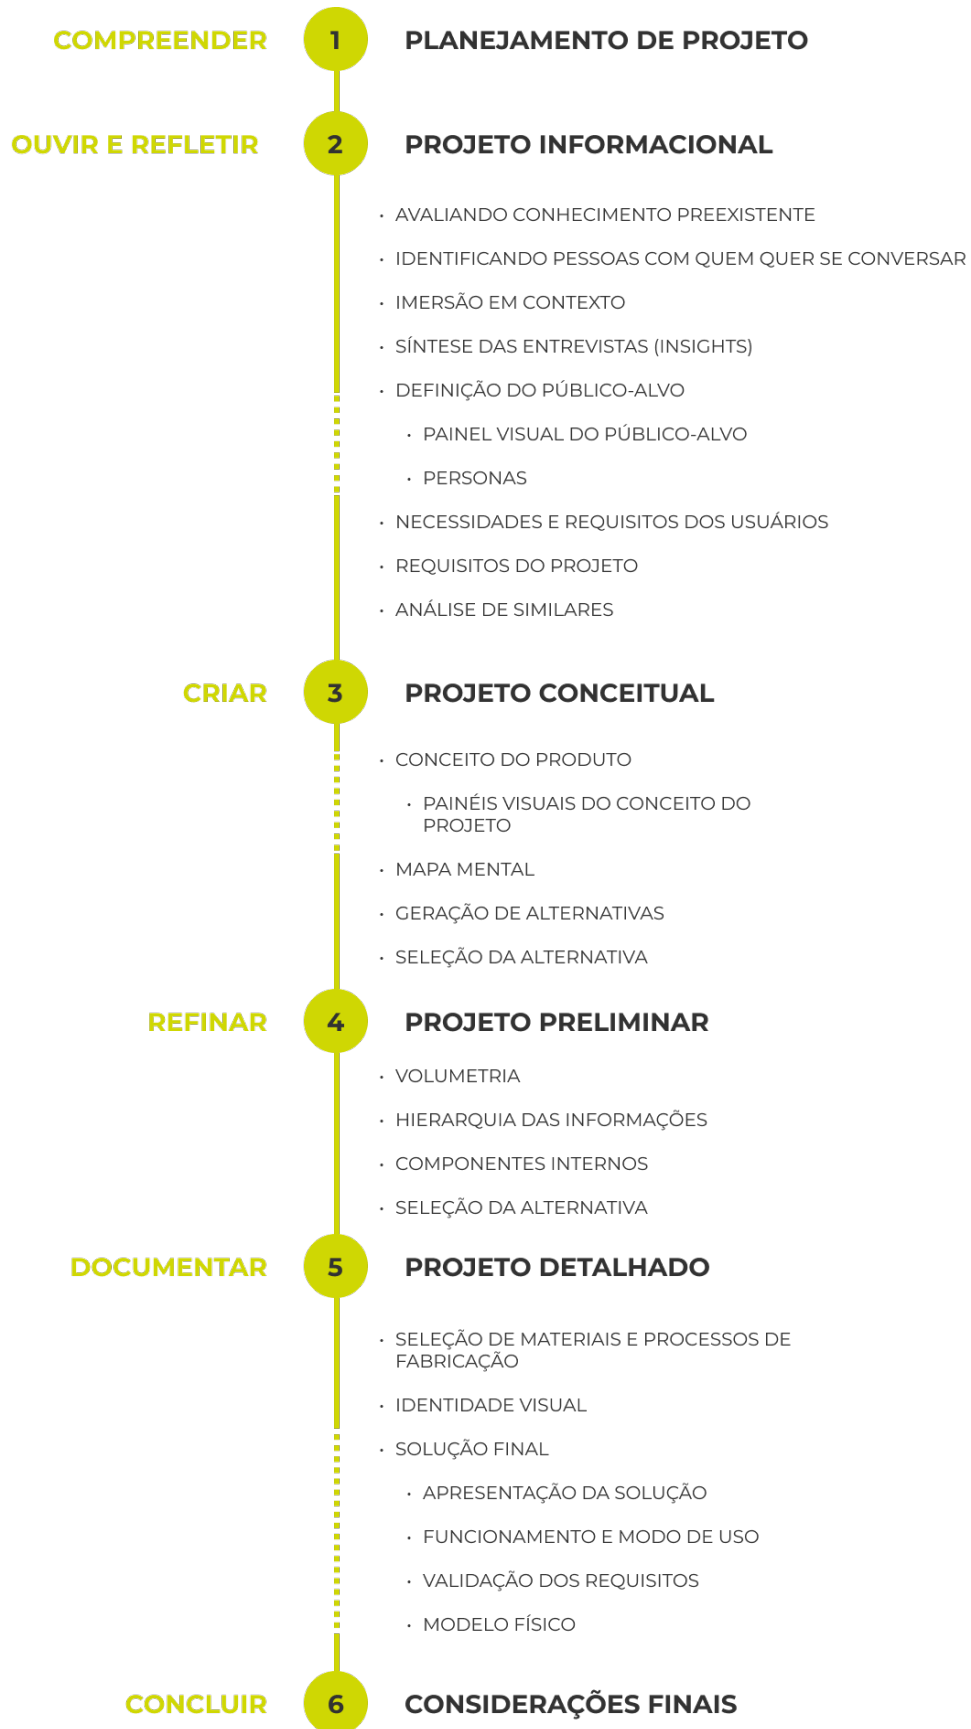 COMPREENDER 1 PLANEJAMENTO DE PROJETO
OUVIR E REFLETIR 2 PROJETO INFORMACIONAL
• AVALIANDO CONHECIMENTO PREEXISTENTE
• IDENTIFICANDO PESSOAS COM QUEM QUER SE CONVERSAR
• IMERSÃO EM CONTEXTO
• SÍNTESE DAS ENTREVISTAS (INSIGHTS)
• DEFINIÇÃO DO PÚBLICO-ALVO
• PAINEL VISUAL DO PÚBLICO-ALVO
• PERSONAS
• NECESSIDADES E REQUISITOS DOS USUÁRIOS
• REQUISITOS DO PROJETO
• ANÁLISE DE SIMILARES
CRIAR 3 PROJETO CONCEITUAL
• CONCEITO DO PRODUTO
• PAINÉIS VISUAIS DO CONCEITO DO
PROJETO
• MAPA MENTAL
• GERAÇÃO DE ALTERNATIVAS
• SELEÇÃO DA ALTERNATIVA
REFINAR 4 PROJETO PRELIMINAR
• VOLUMETRIA
• HIERARQUIA DAS INFORMAÇÕES
• COMPONENTES INTERNOS
• SELEÇÃO DA ALTERNATIVA
DOCUMENTAR 5 PROJETO DETALHADO
• SELEÇÃO DE MATERIAIS E PROCESSOS DE
FABRICAÇÃO
• IDENTIDADE VISUAL
• SOLUÇÃO FINAL
• APRESENTAÇÃO DA SOLUÇÃO
• FUNCIONAMENTO E MODO DE USO
• VALIDAÇÃO DOS REQUISITOS
• MODELO FÍSICO
CONCLUIR 6 CONSIDERAÇÕES FINAIS